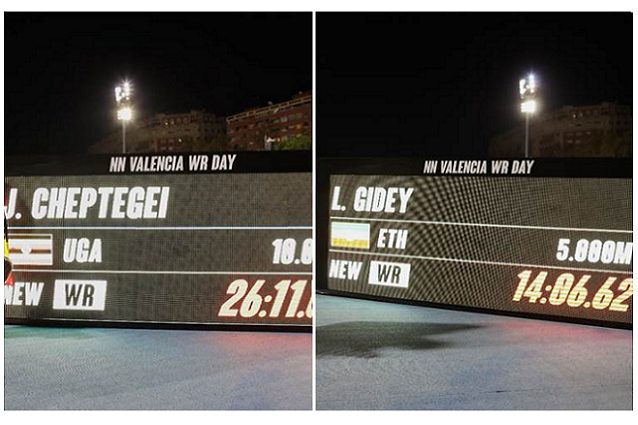 NN VALENCIA WR DAY
J. CHEPTEGEI
UGA 10.0
NEW WR 26:11.
NN VALENCIA WR DAY
L. GIDEY
ETH 5.000M
NEW WR 14:06.62